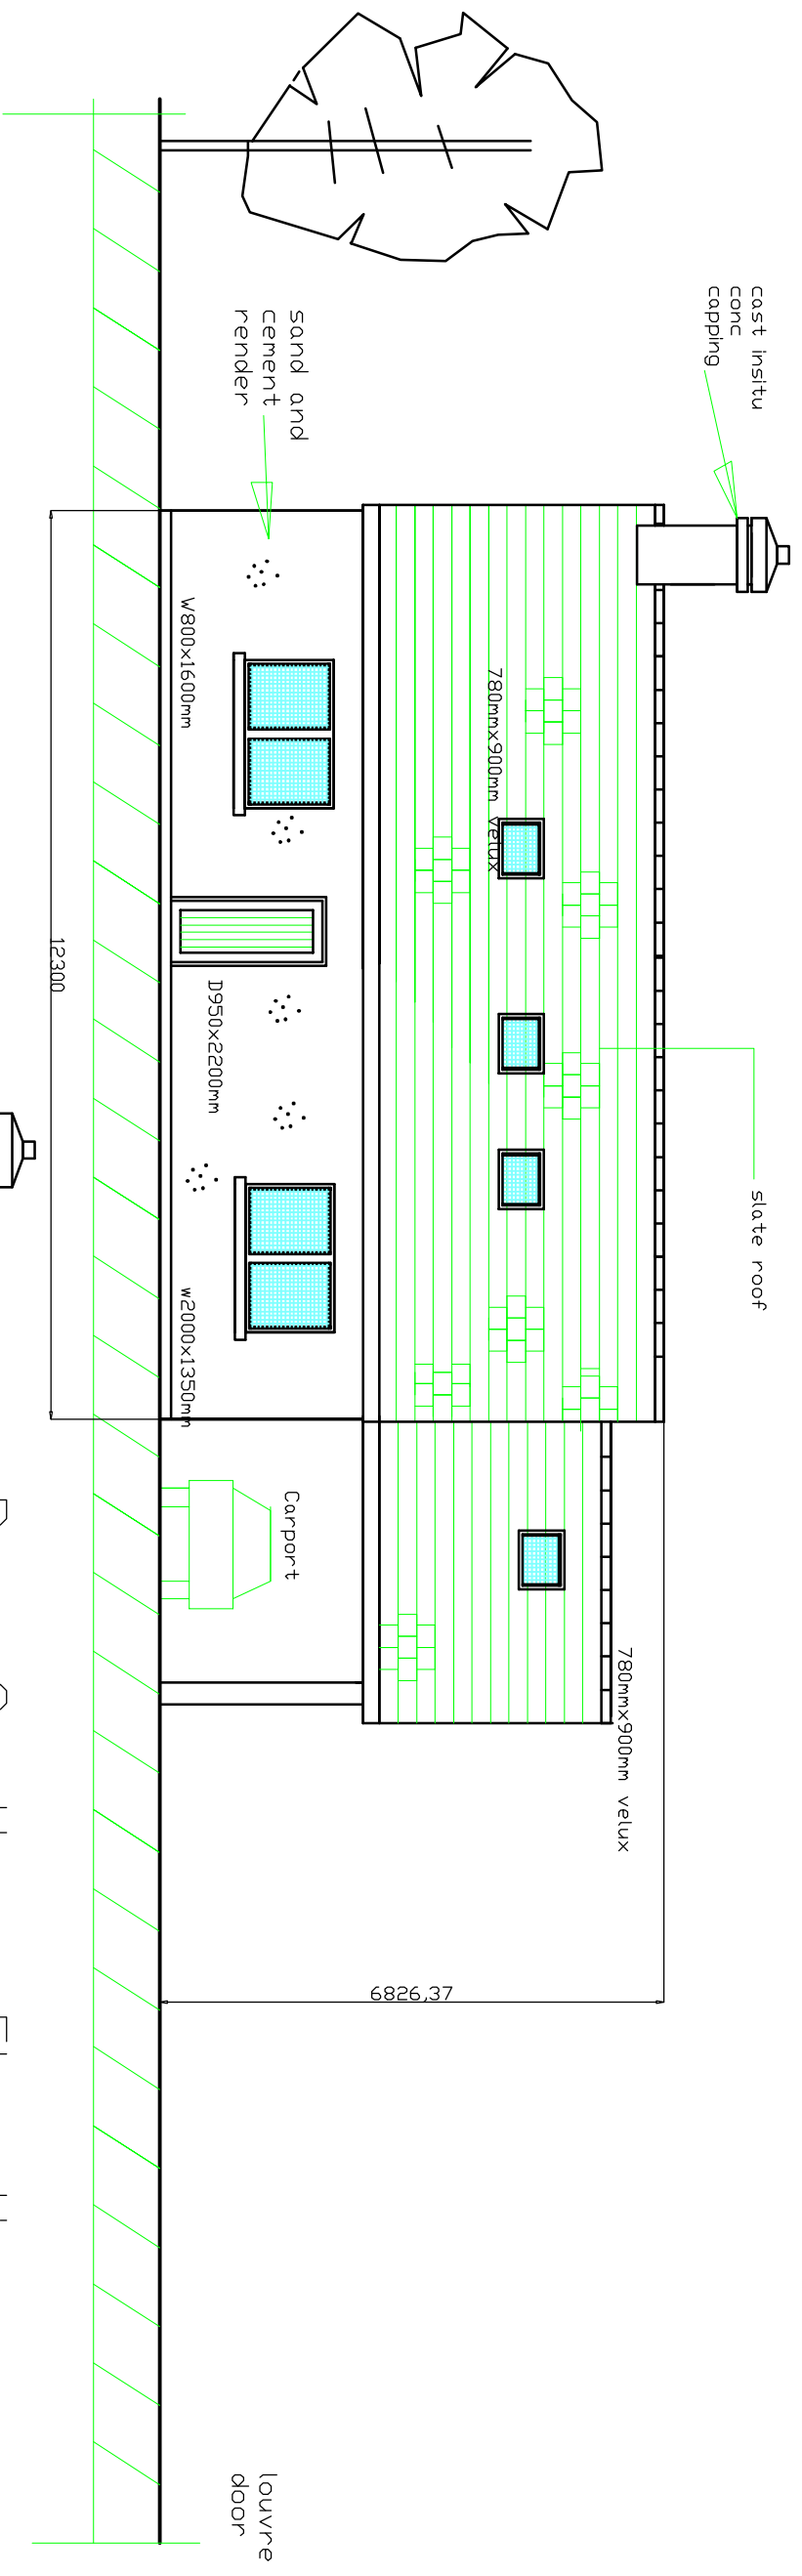 cast insitu
conc
capping
slate roof
sand and
cement
render
780mmx900mm velux
780mmx900mm velux
W800x1600mm
D950x2200mm
w2000x1350mm
Carport
12300
6826,37
louvre
door